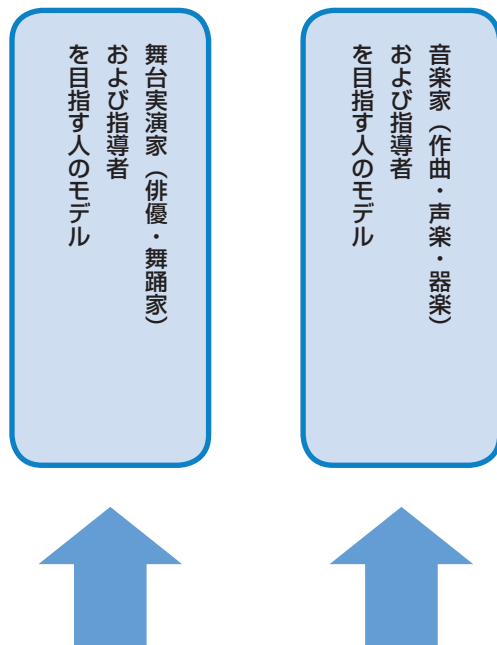 音楽家（作曲・声楽・器楽）
および指導者
を目指す人のモデル
舞台実演家（俳優・舞踊家）
および指導者
を目指す人のモデル